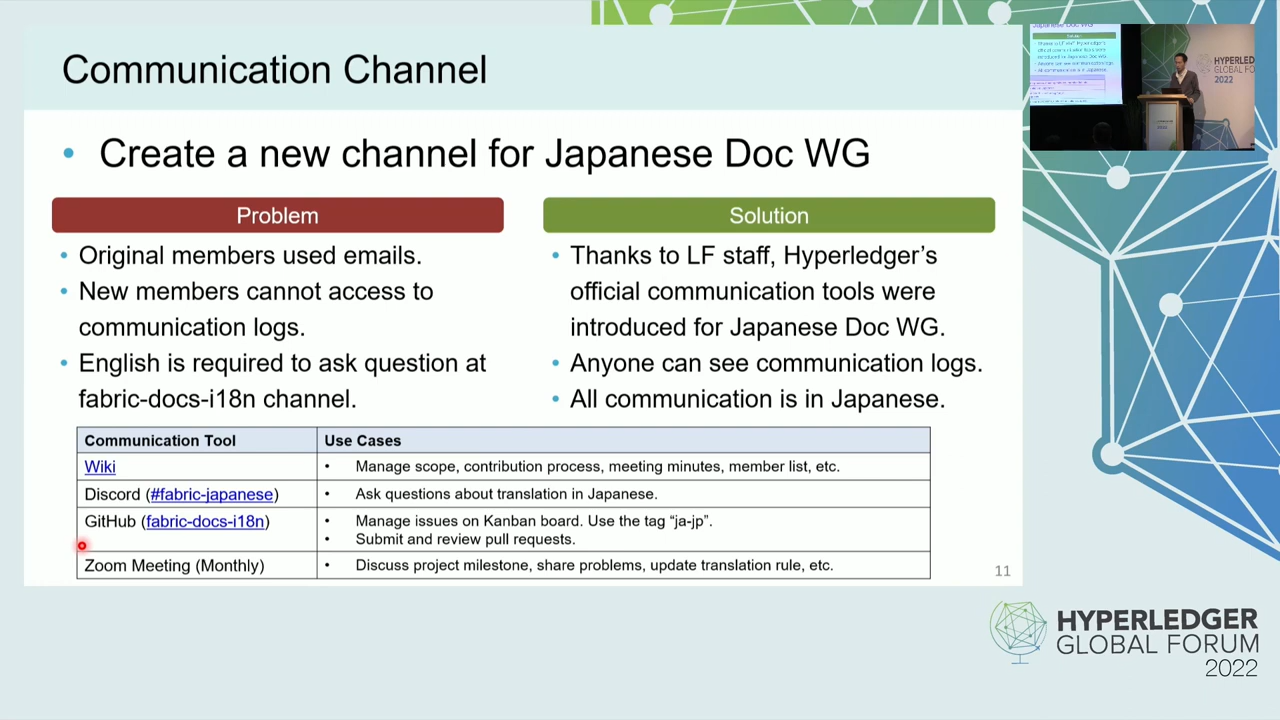 Communication Channel
• Create a new channel for Japanese Doc WG
Problem
• Original members used emails.
• New members cannot access to
communication logs.
• English is required to ask question at
fabric-docs-i18n channel.
Solution
• Thanks to LF staff, Hyperledger's
official communication tools were
introduced for Japanese Doc WG.
• Anyone can see communication logs.
• All communication is in Japanese.
Communication Tool Use Cases
Wiki • Manage scope, contribution process, meeting minutes, member list, etc.
Discord (#fabric-japanese) • Ask questions about translation in Japanese.
GitHub (fabric-docs-i18n) • Manage issues on Kanban board. Use the tag "ja-jp".
• Submit and review pull requests.
Zoom Meeting (Monthly) • Discuss project milestone, share problems, update translation rule, etc.
11
HYPERLED
GLOBAL FO
2022
HYPERLEDGER
GLOBAL FORUM
2022